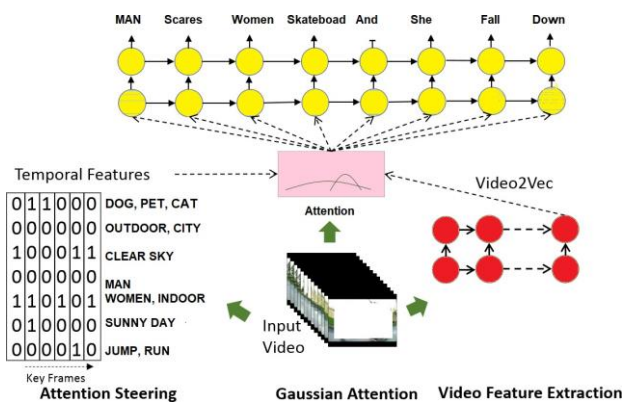 MAN Scares Women Skateboad And She Fall Down
Temporal Features
Video2Vec
Attention
0 1 1 0 0 0 DOG, PET, CAT
0 0 0 0 0 0 OUTDOOR, CITY
1 0 0 0 1 1 CLEAR SKY
0 0 0 0 0 0 MAN
1 1 0 1 0 1 WOMEN, INDOOR
0 1 0 0 0 0 SUNNY DAY
0 0 0 0 1 0 JUMP, RUN
Input
Video
Key Frames
Attention Steering Gaussian Attention Video Feature Extraction